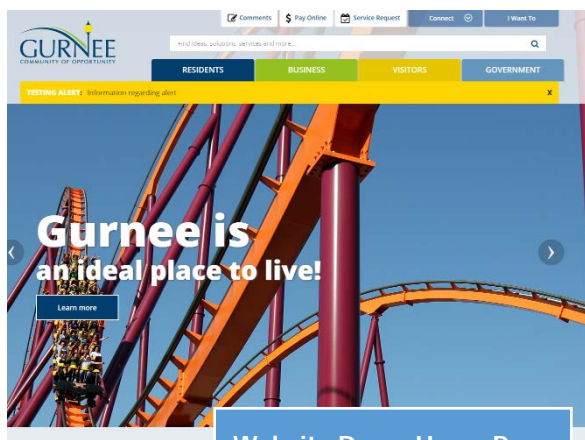 Comments
$ Pay Online
Service Request
Connect
I Want To
GURNEE
COMMUNITY OF OPPORTUNITY
Find ideas, solutions, services and more...
RESIDENTS
BUSINESS
VISITORS
GOVERNMENT
TESTING ALERT: Information regarding alert
X
Gurnee is
an ideal place to live!
Learn more